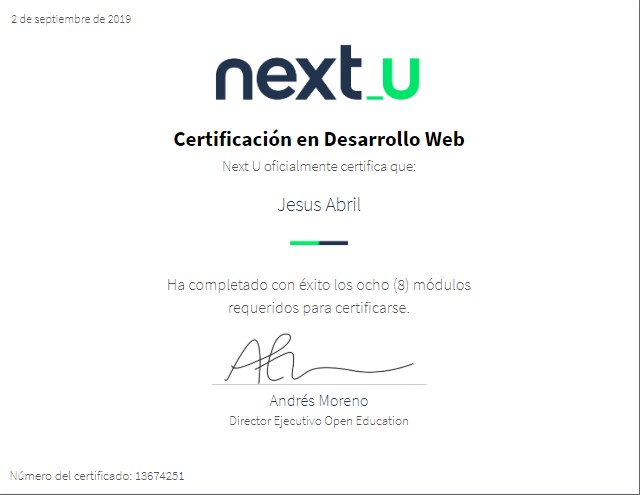 2 de septiembre de 2019
next_U
Certificación en Desarrollo Web
Next U oficialmente certifica que:
Jesus Abril
Ha completado con éxito los ocho (8) módulos
requeridos para certificarse.
Andrés Moreno
Director Ejecutivo Open Education
Número del certificado: 13674251